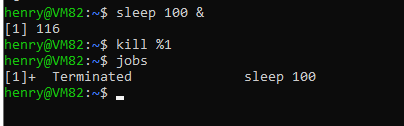 henry@VM82:~$ sleep 100 &
[1] 116
henry@VM82:~$ kill %1
henry@VM82:~$ jobs
[1]+  Terminated              sleep 100
henry@VM82:~$